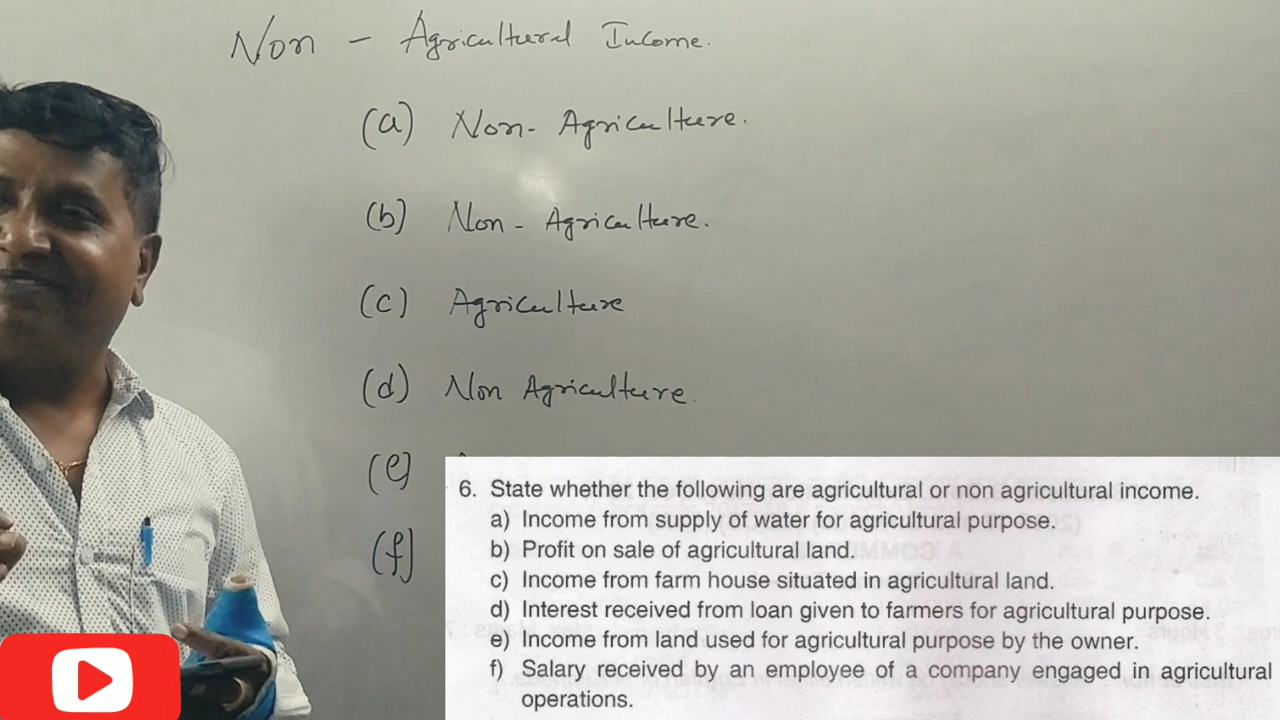 Non - Agricultural Income.
(a) Non- Agriculture.
(b) Non - Agriculture.
(c) Agriculture
(d) Non Agriculture.
(e)
(f)
6. State whether the following are agricultural or non agricultural income.
a) Income from supply of water for agricultural purpose.
b) Profit on sale of agricultural land.
c) Income from farm house situated in agricultural land.
d) Interest received from loan given to farmers for agricultural purpose.
e) Income from land used for agricultural purpose by the owner.
f) Salary received by an employee of a company engaged in agricultural
operations.